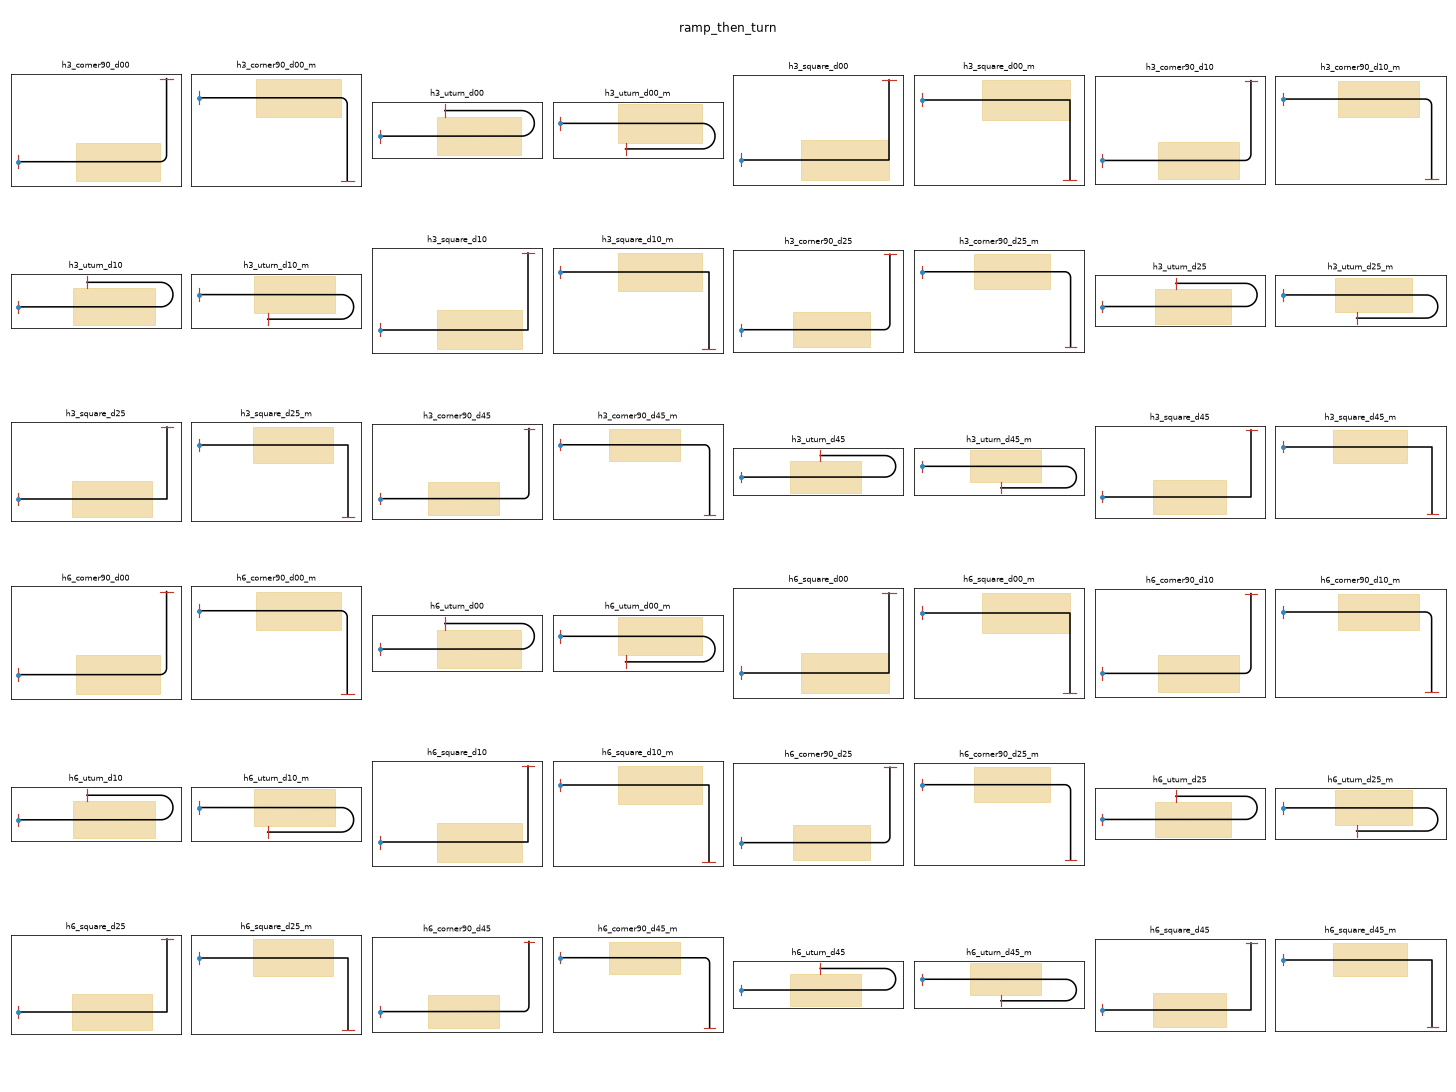 ramp_then_turn
h3_corner90_d00
h3_corner90_d00_m
h3_uturn_d00
h3_uturn_d00_m
h3_square_d00
h3_square_d00_m
h3_corner90_d10
h3_corner90_d10_m
h3_uturn_d10
h3_uturn_d10_m
h3_square_d10
h3_square_d10_m
h3_corner90_d25
h3_corner90_d25_m
h3_uturn_d25
h3_uturn_d25_m
h3_square_d25
h3_square_d25_m
h3_corner90_d45
h3_corner90_d45_m
h3_uturn_d45
h3_uturn_d45_m
h3_square_d45
h3_square_d45_m
h6_corner90_d00
h6_corner90_d00_m
h6_uturn_d00
h6_uturn_d00_m
h6_square_d00
h6_square_d00_m
h6_corner90_d10
h6_corner90_d10_m
h6_uturn_d10
h6_uturn_d10_m
h6_square_d10
h6_square_d10_m
h6_corner90_d25
h6_corner90_d25_m
h6_uturn_d25
h6_uturn_d25_m
h6_square_d25
h6_square_d25_m
h6_corner90_d45
h6_corner90_d45_m
h6_uturn_d45
h6_uturn_d45_m
h6_square_d45
h6_square_d45_m